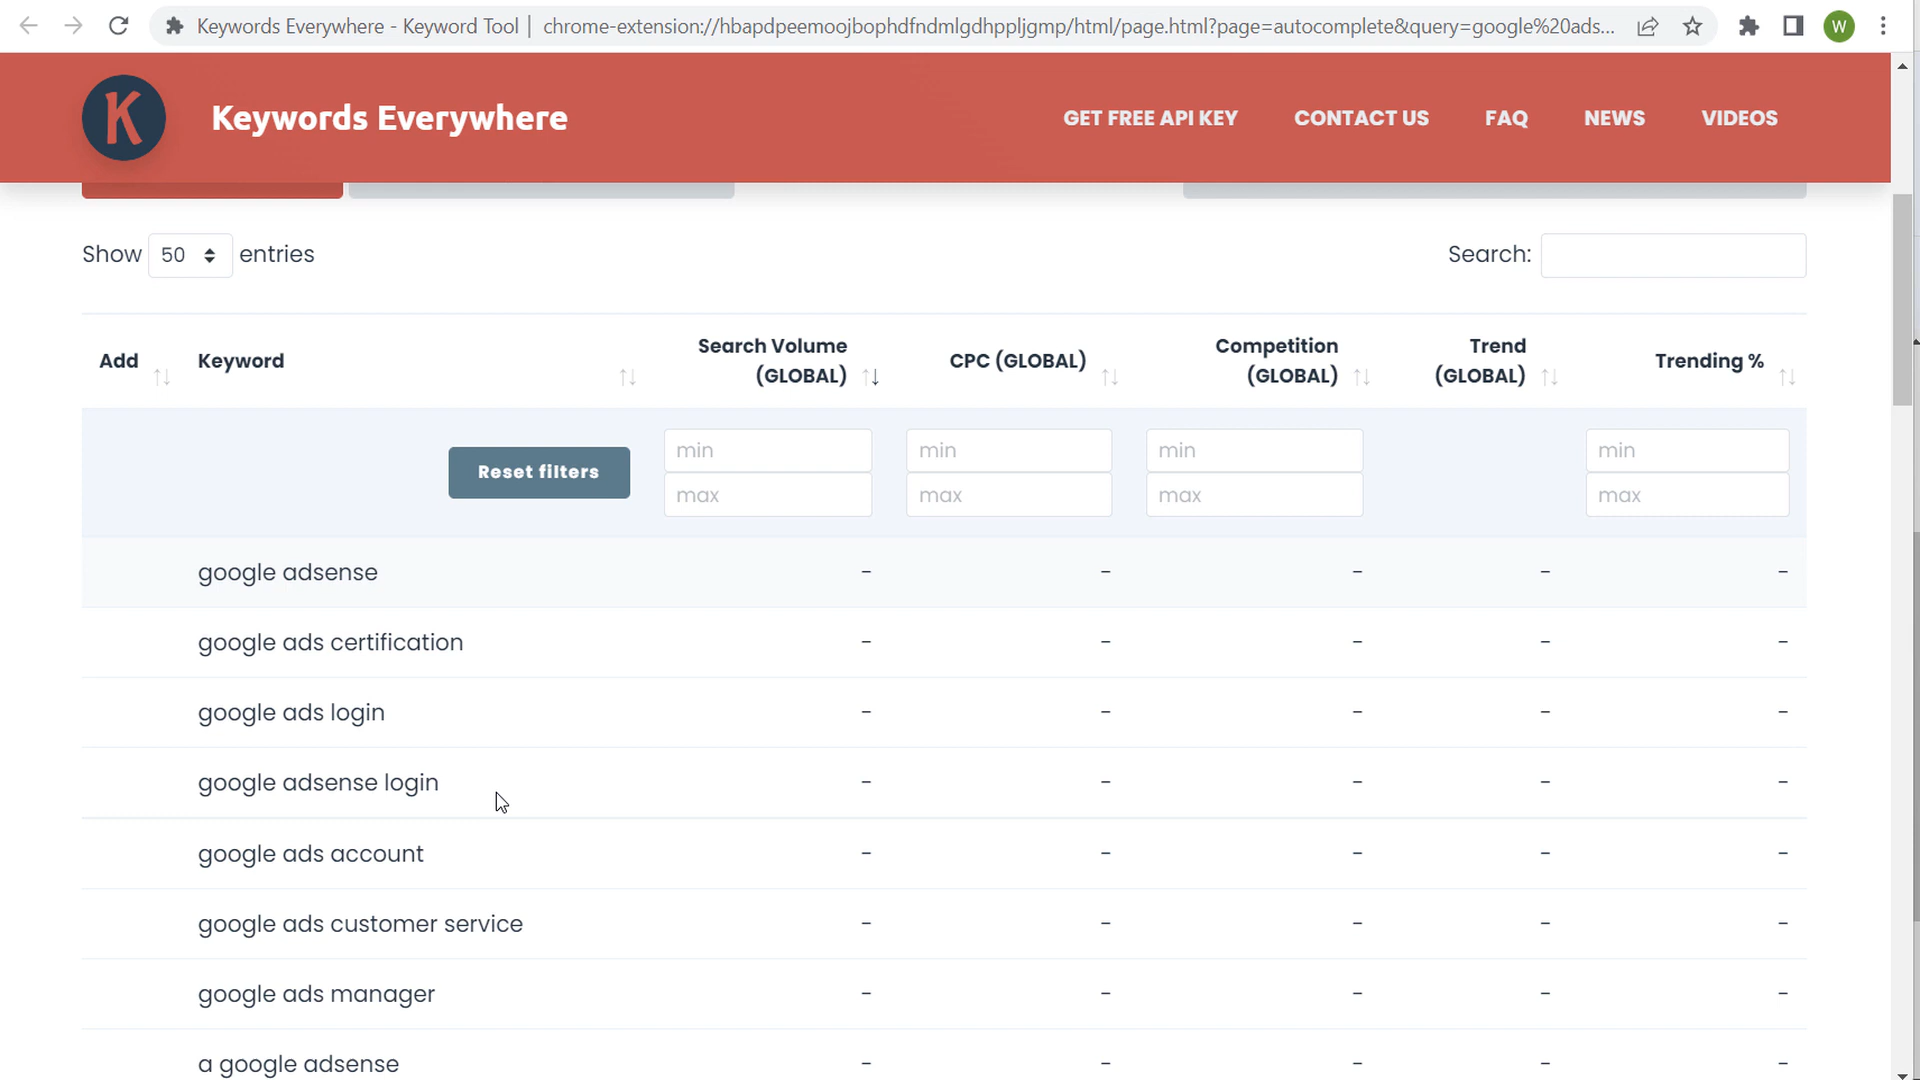 Keywords Everywhere - Keyword Tool | chrome-extension://hbapdpeemoojbophdfndmlgdhppljgmp/html/page.html?page=autocomplete&query=google%20ads...
W
K
Keywords Everywhere
GET FREE API KEY
CONTACT US
FAQ
NEWS
VIDEOS
Show 50 entries
Search:
Add
Keyword
Search Volume
(GLOBAL)
CPC (GLOBAL)
Competition
(GLOBAL)
Trend
(GLOBAL)
Trending %
Reset filters
min
max
min
max
min
max
min
max
google adsense - - - - -
google ads certification - - - - -
google ads login - - - - -
google adsense login - - - - -
google ads account - - - - -
google ads customer service - - - - -
google ads manager - - - - -
a google adsense - - - - -